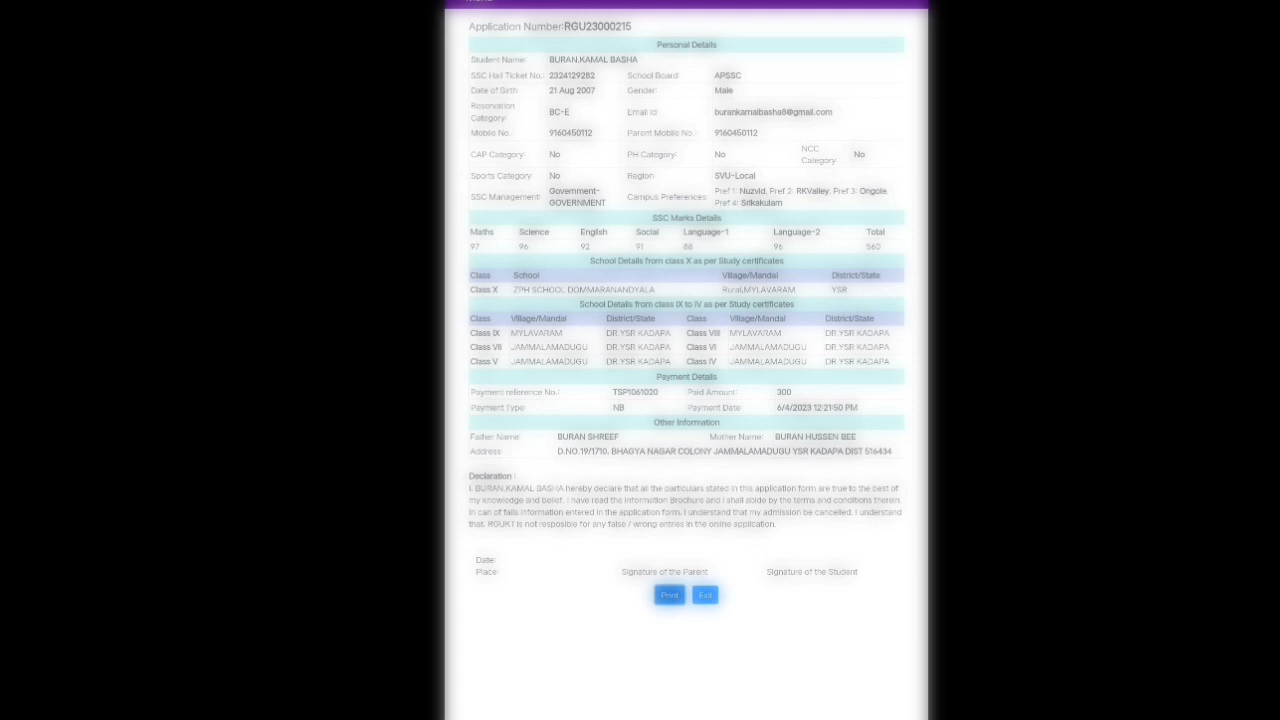 Application Number:RGU23000215
Personal Details
Student Name: BURAN.KAMAL BASHA
SSC Hall Ticket No.: 2324129282 School Board: APSSC
Date of Birth 21 Aug 2007 Gender: Male
Reservation Category: BC-E Email Id burankamalbasha8@gmail.com
Mobile No.: 9160450112 Parent Mobile No.: 9160450112
CAP Category: No PH Category: No NCC Category No
Sports Category No Region SVU-Local
SSC Management: Government-GOVERNMENT Campus Preferences: Pref 1: Nuzvid, Pref 2: RKValley, Pref 3: Ongole, Pref 4: Srikakulam
SSC Marks Details
Maths Science English Social Language-1 Language-2 Total
97 96 92 91 88 96 560
School Details from class X as per Study certificates
Class School Village/Mandal District/State
Class X ZPH SCHOOL DOMMARANANDYALA Rural,MYLAVARAM YSR
School Details from class IX to IV as per Study certificates
Class Village/Mandal District/State Class Village/Mandal District/State
Class IX MYLAVARAM DR.YSR KADAPA Class VIII MYLAVARAM DR.YSR KADAPA
Class VII JAMMALAMADUGU DR.YSR KADAPA Class VI JAMMALAMADUGU DR.YSR KADAPA
Class V JAMMALAMADUGU DR.YSR KADAPA Class IV JAMMALAMADUGU DR.YSR KADAPA
Payment Details
Payment reference No.: TSP1061020 Paid Amount: 300
Payment Type: NB Payment Date 6/4/2023 12:21:50 PM
Other Information
Father Name: BURAN SHREEF Mother Name: BURAN HUSSEN BEE
Address: D.NO.19/1710, BHAGYA NAGAR COLONY JAMMALAMADUGU YSR KADAPA DIST 516434
Declaration :
I, BURAN.KAMAL BASHA hereby declare that all the particulars stated in this application form are true to the best of
my knowledge and belief. I have read the Information Brochure and I shall abide by the terms and conditions therein.
In can of falls information entered in the application form, I understand that my admission be cancelled. I understand
that, RGUKT is not resposible for any false / wrong entries in the online application.
Date:
Place: Signature of the Parent Signature of the Student
Print Exit